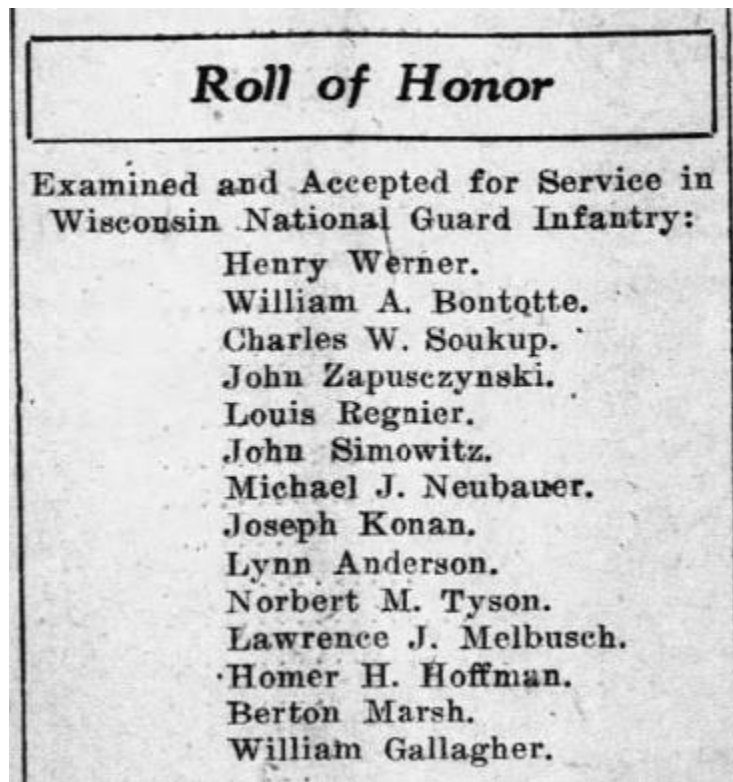 Roll of Honor
Examined and Accepted for Service in
Wisconsin National Guard Infantry:
Henry Werner.
William A. Bontotte.
Charles W. Soukup.
John Zapusczynski.
Louis Regnier.
John Simowitz.
Michael J. Neubauer.
Joseph Konan.
Lynn Anderson.
Norbert M. Tyson.
Lawrence J. Melbusch.
Homer H. Hoffman.
Berton Marsh.
William Gallagher.